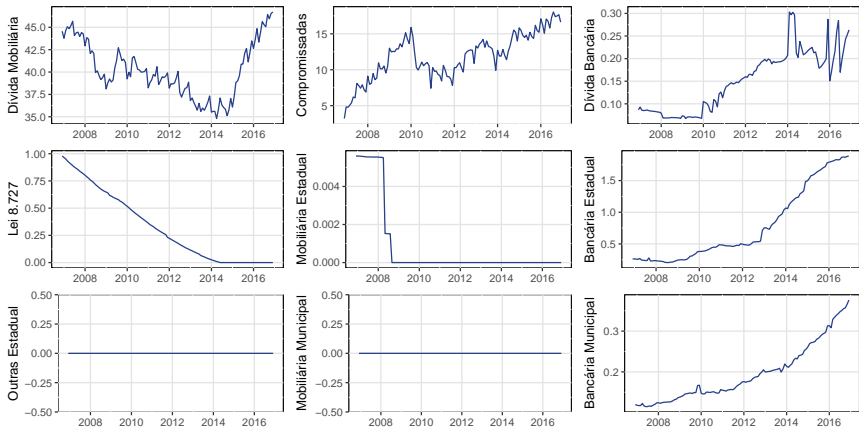 Dívida Mobiliária
45.0
42.5
40.0
37.5
35.0
2008 2010 2012 2014 2016
Compromissadas
15
10
5
2008 2010 2012 2014 2016
Dívida Bancária
0.30
0.25
0.20
0.15
0.10
2008 2010 2012 2014 2016
Lei 8.727
1.00
0.75
0.50
0.25
0.00
2008 2010 2012 2014 2016
Mobiliária Estadual
0.004
0.002
0.000
2008 2010 2012 2014 2016
Bancária Estadual
1.5
1.0
0.5
2008 2010 2012 2014 2016
Outras Estadual
0.50
0.25
0.00
−0.25
−0.50
2008 2010 2012 2014 2016
Mobiliária Municipal
0.50
0.25
0.00
−0.25
−0.50
2008 2010 2012 2014 2016
Bancária Municipal
0.3
0.2
2008 2010 2012 2014 2016